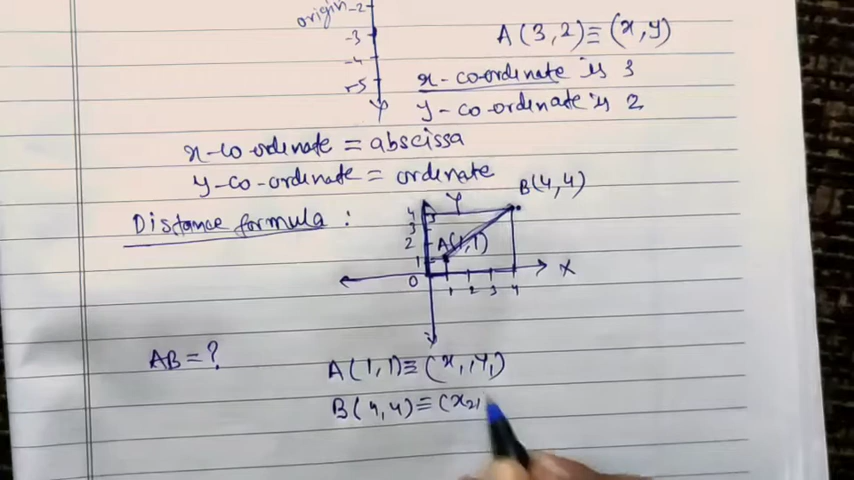 origin -2
-3
-4
-5
A(3,2)≡(x,y)
x-co-ordinate is 3
y-co-ordinate is 2
x-co ordinate = abscissa
y-co-ordinate = ordinate
Distance formula :
Y
B(4,4)
4
3
2
A(1,1)
1
0 1 2 3 4 X
AB = ?
A(1,1)≡(x₁,y₁)
B(4,4)≡(x₂,